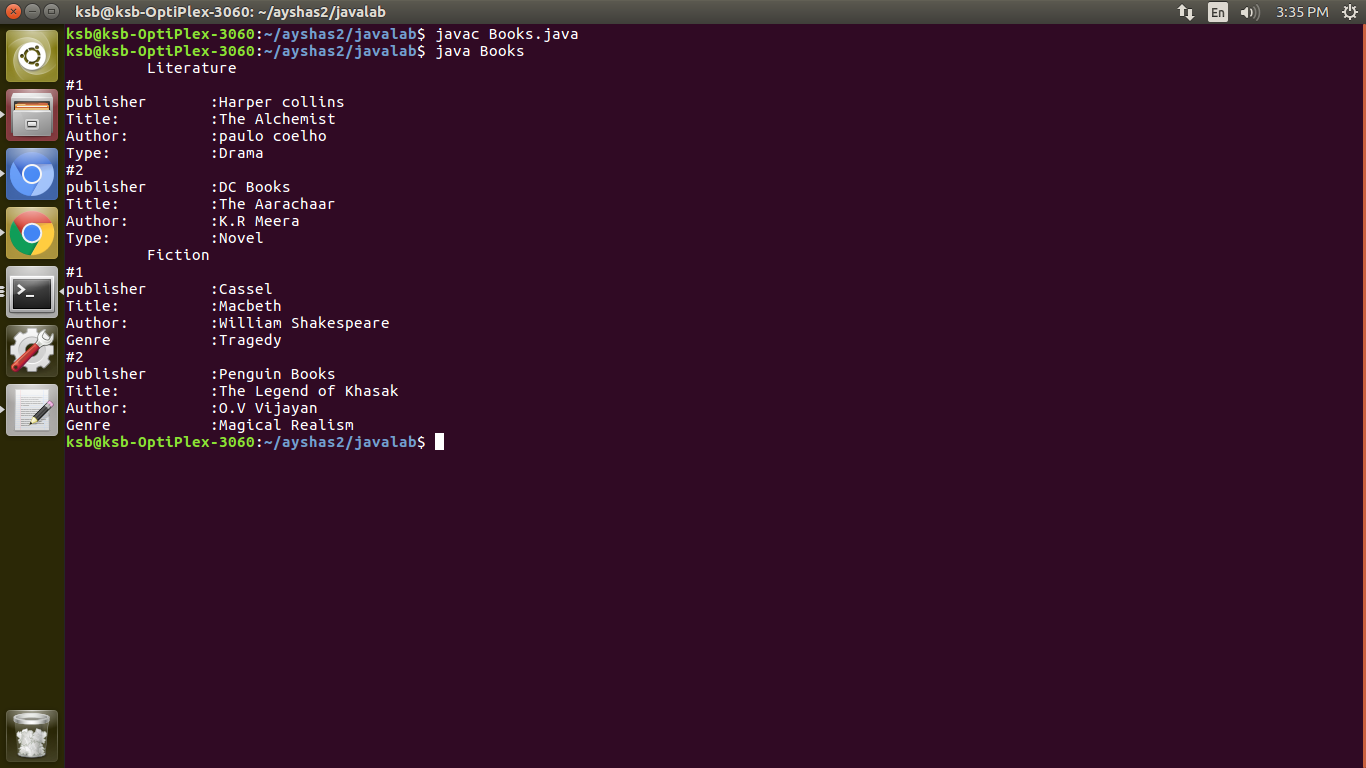 ksb@ksb-OptiPlex-3060: ~/ayshas2/javalab
En
3:35 PM
ksb@ksb-OptiPlex-3060:~/ayshas2/javalab$ javac Books.java
ksb@ksb-OptiPlex-3060:~/ayshas2/javalab$ java Books
Literature
#1
publisher :Harper collins
Title: :The Alchemist
Author: :paulo coelho
Type: :Drama
#2
publisher :DC Books
Title: :The Aarachaar
Author: :K.R Meera
Type: :Novel
Fiction
#1
publisher :Cassel
Title: :Macbeth
Author: :William Shakespeare
Genre :Tragedy
#2
publisher :Penguin Books
Title: :The Legend of Khasak
Author: :O.V Vijayan
Genre :Magical Realism
ksb@ksb-OptiPlex-3060:~/ayshas2/javalab$